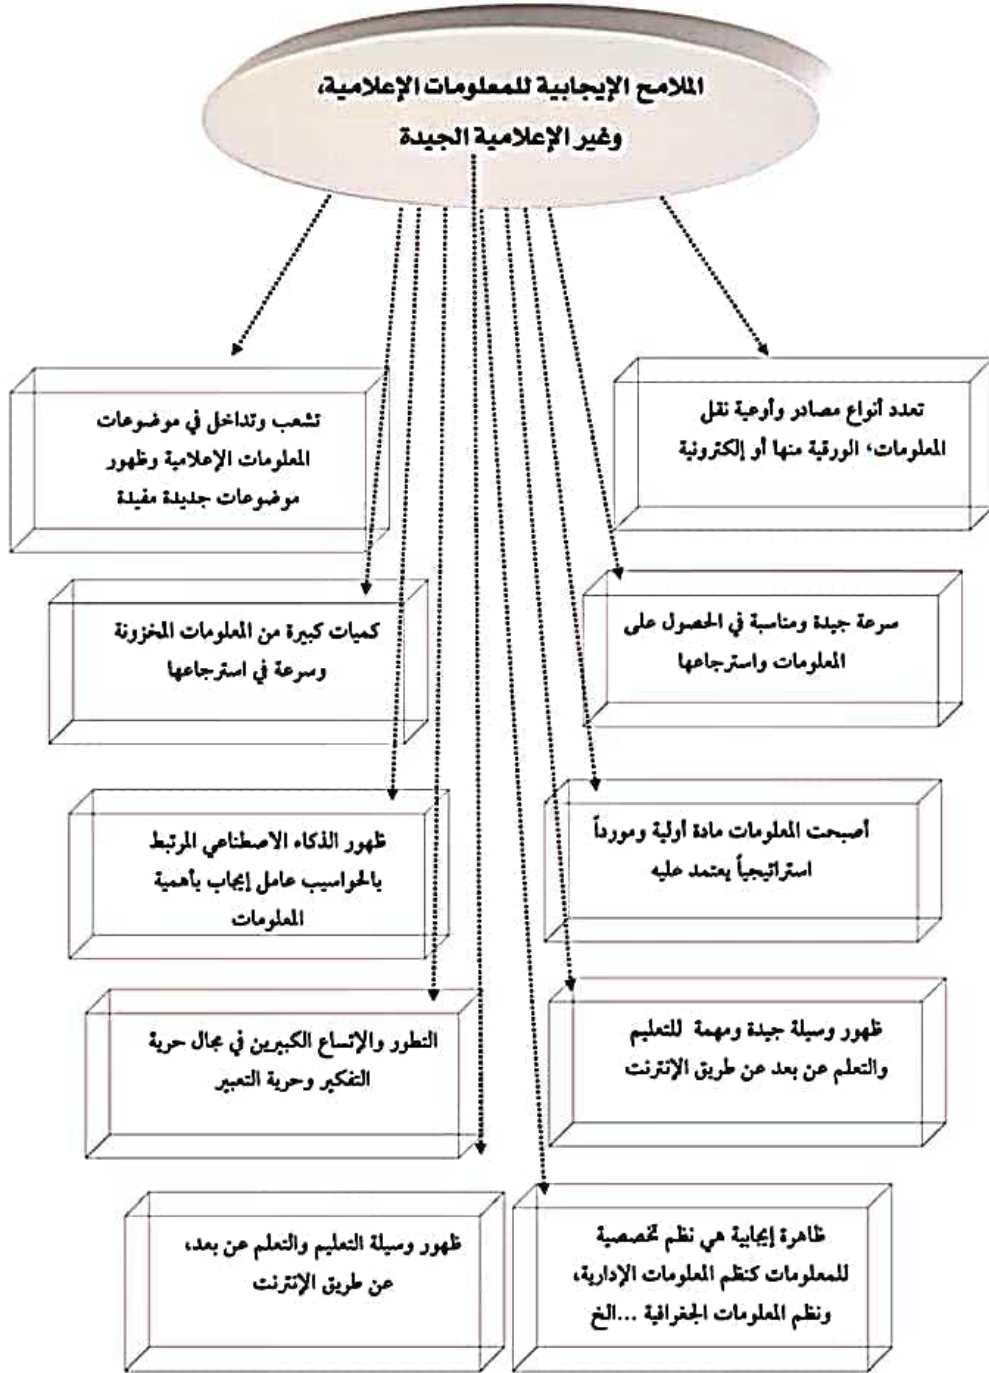 الملامح الإيجابية للمعلومات الإعلامية،
وغير الإعلامية الجيدة
تعدد أنواع مصادر وأوعية نقل
المعلومات، الورقية منها أو إلكترونية
تشعب وتداخل في موضوعات
المعلومات الإعلامية وظهور
موضوعات جديدة مفيدة
سرعة جيدة ومناسبة في الحصول على
المعلومات واسترجاعها
كميات كبيرة من المعلومات المخزونة
وسرعة في استرجاعها
أصبحت المعلومات مادة أولية ومورداً
استراتيجياً يعتمد عليه
ظهور الذكاء الاصطناعي المرتبط
بالحواسيب عامل إيجاب بأهمية
المعلومات
ظهور وسيلة جيدة ومهمة للتعليم
والتعلم عن بعد عن طريق الإنترنت
التطور والإتساع الكبيرين في مجال حرية
التفكير وحرية التعبير
ظاهرة إيجابية هي نظم تخصصية
للمعلومات كنظم المعلومات الإدارية،
ونظم المعلومات الجغرافية ...الخ
ظهور وسيلة التعليم والتعلم عن بعد،
عن طريق الإنترنت